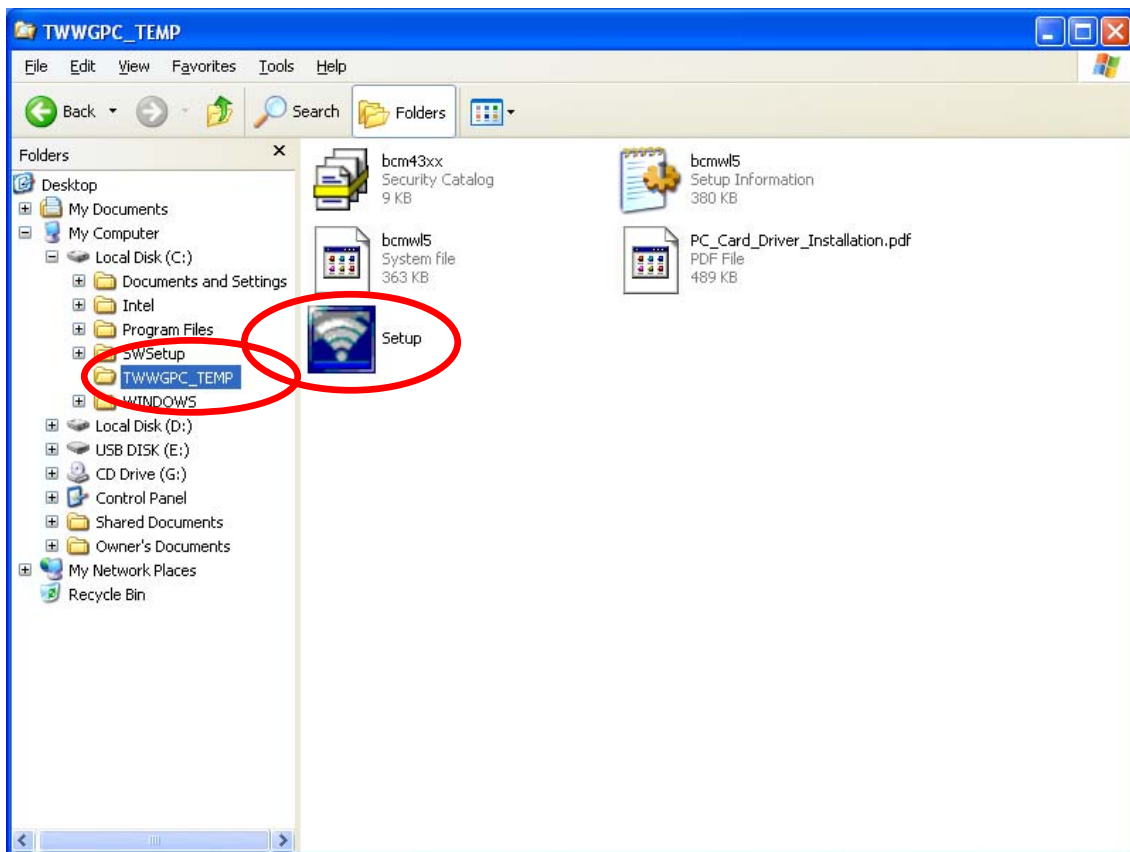 TWWGPC_TEMP
File Edit View Favorites Tools Help
Back Search Folders
Folders
Desktop
My Documents
My Computer
Local Disk (C:)
Documents and Settings
Intel
Program Files
SWSetup
TWWGPC_TEMP
WINDOWS
Local Disk (D:)
USB DISK (E:)
CD Drive (G:)
Control Panel
Shared Documents
Owner's Documents
My Network Places
Recycle Bin
bcm43xx
Security Catalog
9 KB
bcmwl5
Setup Information
380 KB
bcmwl5
System file
363 KB
PC_Card_Driver_Installation.pdf
PDF File
489 KB
Setup